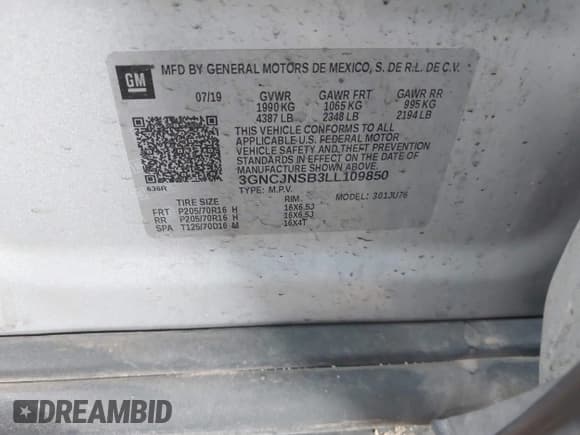 GM
MFD BY GENERAL MOTORS DE MEXICO, S. DE R.L. DE C.V.
07/19 GVWR GAWR FRT GAWR RR
1990 KG 1065 KG 995 KG
4387 LB 2348 LB 2194 LB
THIS VEHICLE CONFORMS TO ALL
APPLICABLE U.S. FEDERAL MOTOR
VEHICLE SAFETY AND THEFT
PREVENTION STANDARDS IN
EFFECT ON THE DATE OF
MANUFACTURE SHOWN ABOVE.
3GNCJNSB3LL109850
636R TYPE: M.P.V. MODEL: 301JU76
TIRE SIZE RIM
FRT P205/70R16 H 16X6.5J
RR P205/70R16 H 16X6.5J
SPA T125/70D16 M 16X4T
DREAMBID